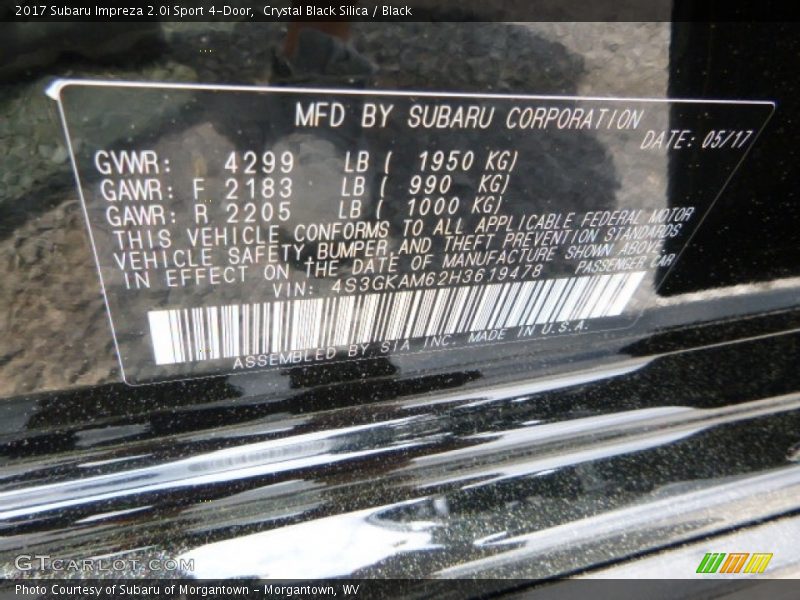 2017 Subaru Impreza 2.0i Sport 4-Door, Crystal Black Silica / Black
MFD BY SUBARU CORPORATION
DATE: 05/17
GVWR: 4299 LB ( 1950 KG)
GAWR: F 2183 LB ( 990 KG)
GAWR: R 2205 LB ( 1000 KG)
THIS VEHICLE CONFORMS TO ALL APPLICABLE FEDERAL MOTOR
VEHICLE SAFETY, BUMPER, AND THEFT PREVENTION STANDARDS
IN EFFECT ON THE DATE OF MANUFACTURE SHOWN ABOVE.
VIN: 4S3GKAM62H3619478 PASSENGER CAR
ASSEMBLED BY SIA INC. MADE IN U.S.A.
GTCARLOT.COM
Photo Courtesy of Subaru of Morgantown - Morgantown, WV